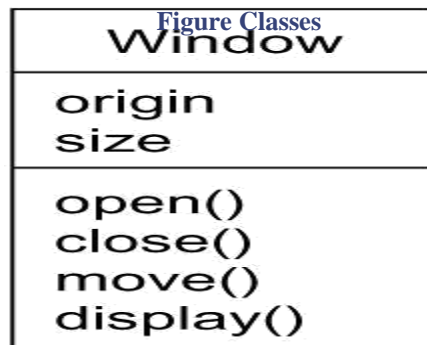 Figure Classes
Window
origin
size
open()
close()
move()
display()